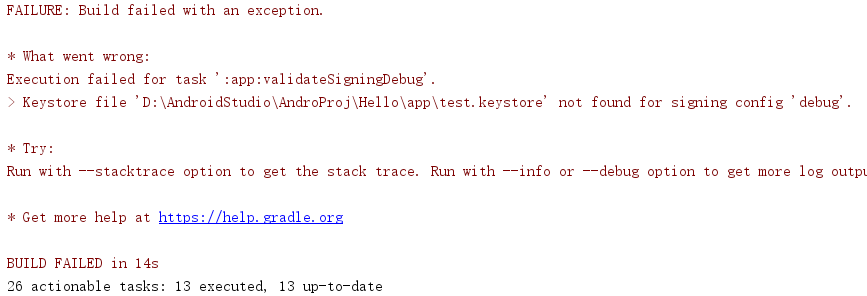 FAILURE: Build failed with an exception.
* What went wrong:
Execution failed for task ':app:validateSigningDebug'.
> Keystore file 'D:\AndroidStudio\AndroProj\Hello\app\test.keystore' not found for signing config 'debug'.
* Try:
Run with --stacktrace option to get the stack trace. Run with --info or --debug option to get more log outpu
* Get more help at https://help.gradle.org
BUILD FAILED in 14s
26 actionable tasks: 13 executed, 13 up-to-date